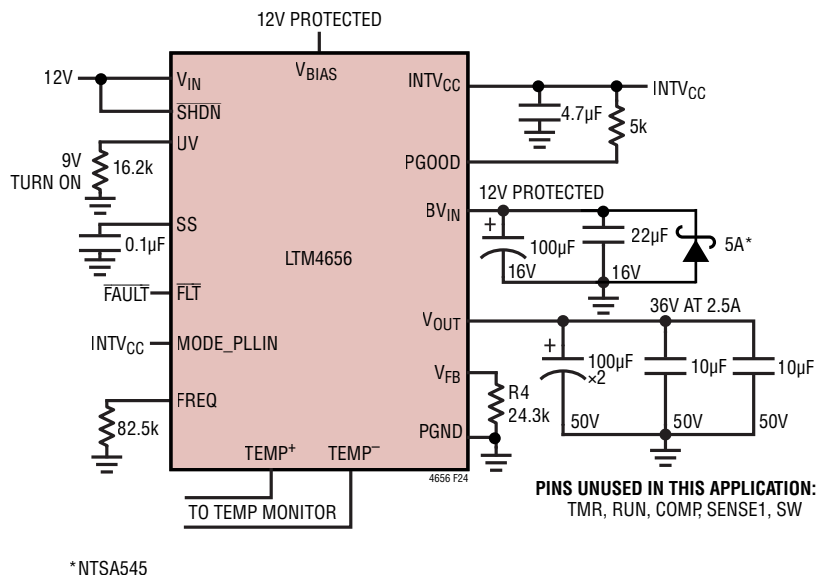 12V PROTECTED
12V
VIN
VBIAS
INTVCC
INTVCC
SHDN
4.7µF
5k
UV
9V
TURN ON
16.2k
PGOOD
12V PROTECTED
BVIN
SS
0.1µF
LTM4656
+
100µF
16V
22µF
16V
5A*
FAULT
FLT
36V AT 2.5A
VOUT
INTVCC
MODE_PLLIN
+
100µF
×2
50V
10µF
50V
10µF
50V
VFB
R4
24.3k
FREQ
82.5k
PGND
TEMP+
TEMP–
4656 F24
TO TEMP MONITOR
PINS UNUSED IN THIS APPLICATION:
TMR, RUN, COMP, SENSE1, SW
*NTSA545